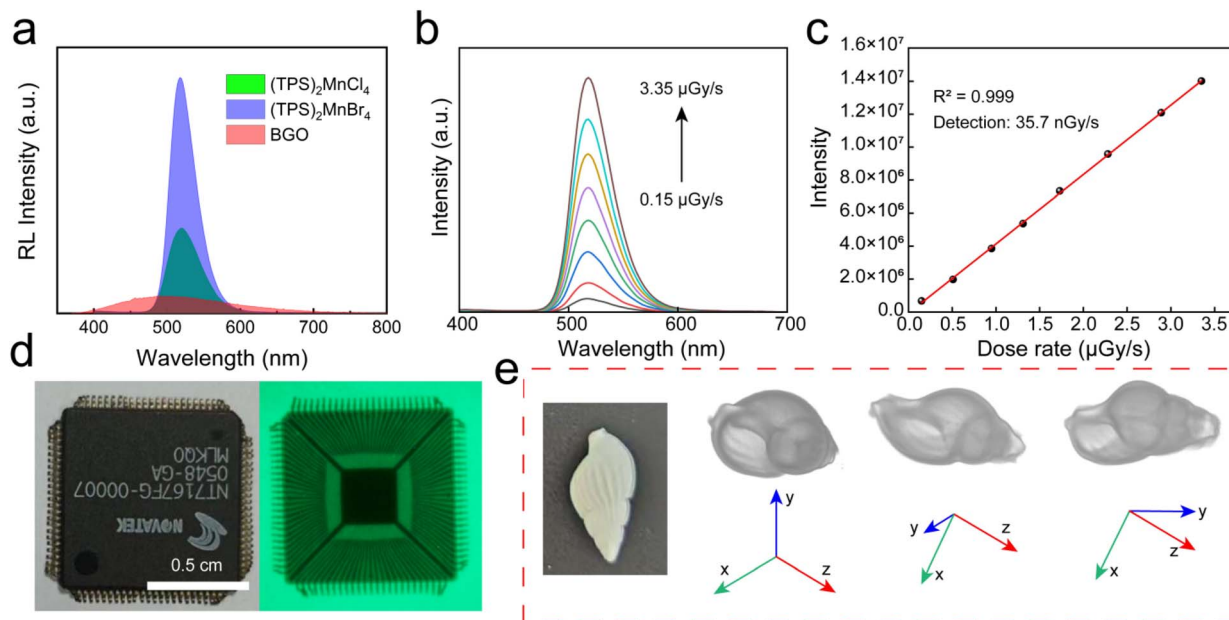 a
RL Intensity (a.u.)
(TPS)₂MnCl₄
(TPS)₂MnBr₄
BGO
400 500 600 700 800
Wavelength (nm)
b
Intensity (a.u.)
3.35 μGy/s
0.15 μGy/s
400 500 600 700
Wavelength (nm)
c
Intensity
1.6×10⁷
1.4×10⁷
1.2×10⁷
1.0×10⁷
8.0×10⁶
6.0×10⁶
4.0×10⁶
2.0×10⁶
0.0
R² = 0.999
Detection: 35.7 nGy/s
0.0 0.5 1.0 1.5 2.0 2.5 3.0 3.5
Dose rate (μGy/s)
d
NOVATEK
NT7167FG-00007
0548-GA
MLKQ0
0.5 cm
e
y
x
z
y
x
z
y
x
z